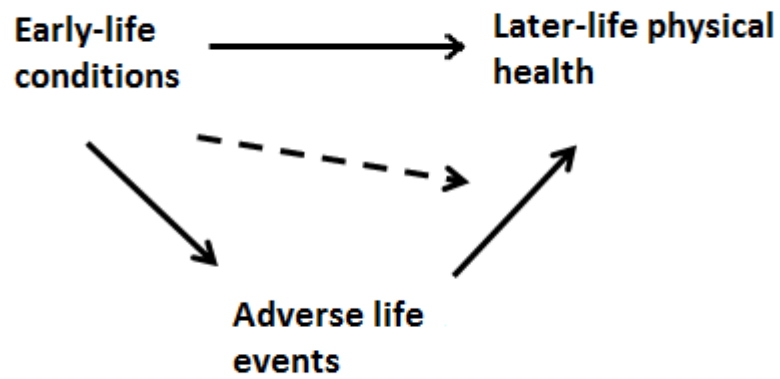 Early-life
conditions
Later-life physical
health
Adverse life
events